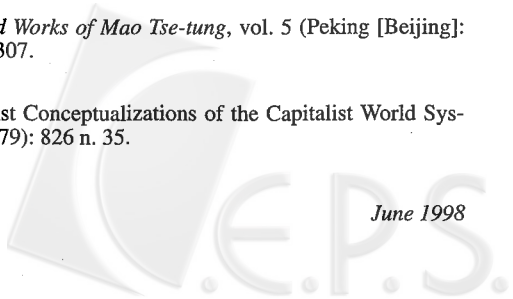 d Works of Mao Tse-tung, vol. 5 (Peking [Beijing]:
307.
st Conceptualizations of the Capitalist World Sys-
79): 826 n. 35.
June 1998
C.E.P.S.